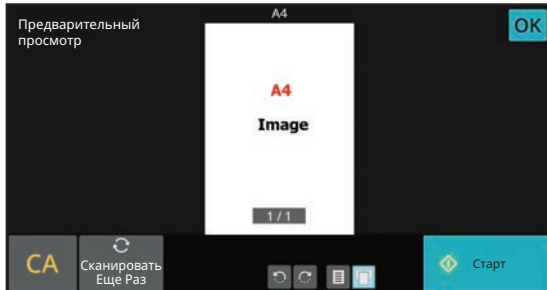 A4
Предварительный
просмотр
OK
A4
Image
1 / 1
CA
Сканировать
Еще Раз
Старт